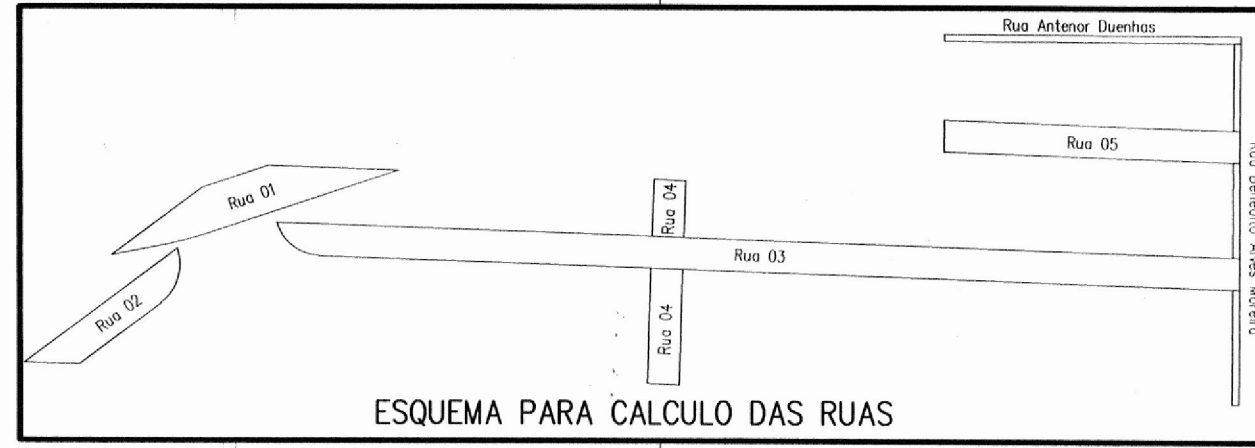 Rua Antenor Duenhas
Rua 05
Rua 01
Rua 04
Rua 03
Rua 02
Rua 04
ESQUEMA PARA CALCULO DAS RUAS